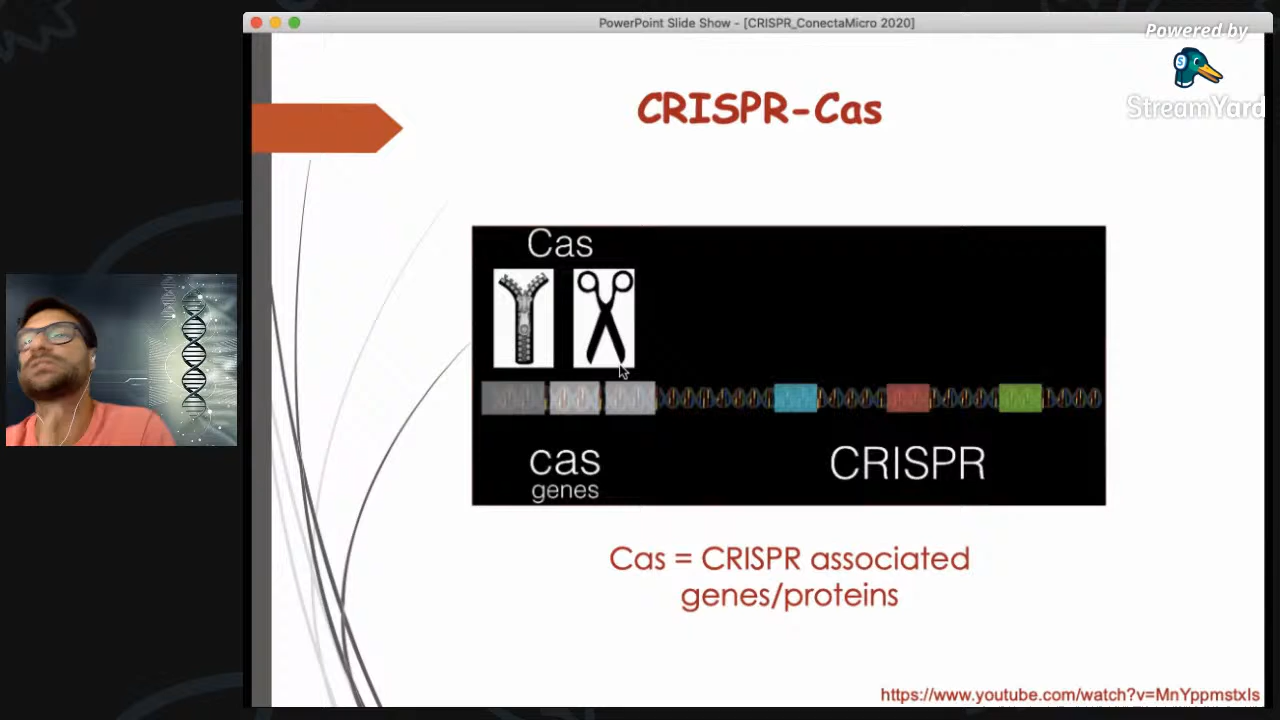 PowerPoint Slide Show - [CRISPR_ConectaMicro 2020]
Powered by
S
StreamYard
CRISPR-Cas
Cas
cas
genes
CRISPR
Cas = CRISPR associated
genes/proteins
https://www.youtube.com/watch?v=MnYppmstxIs